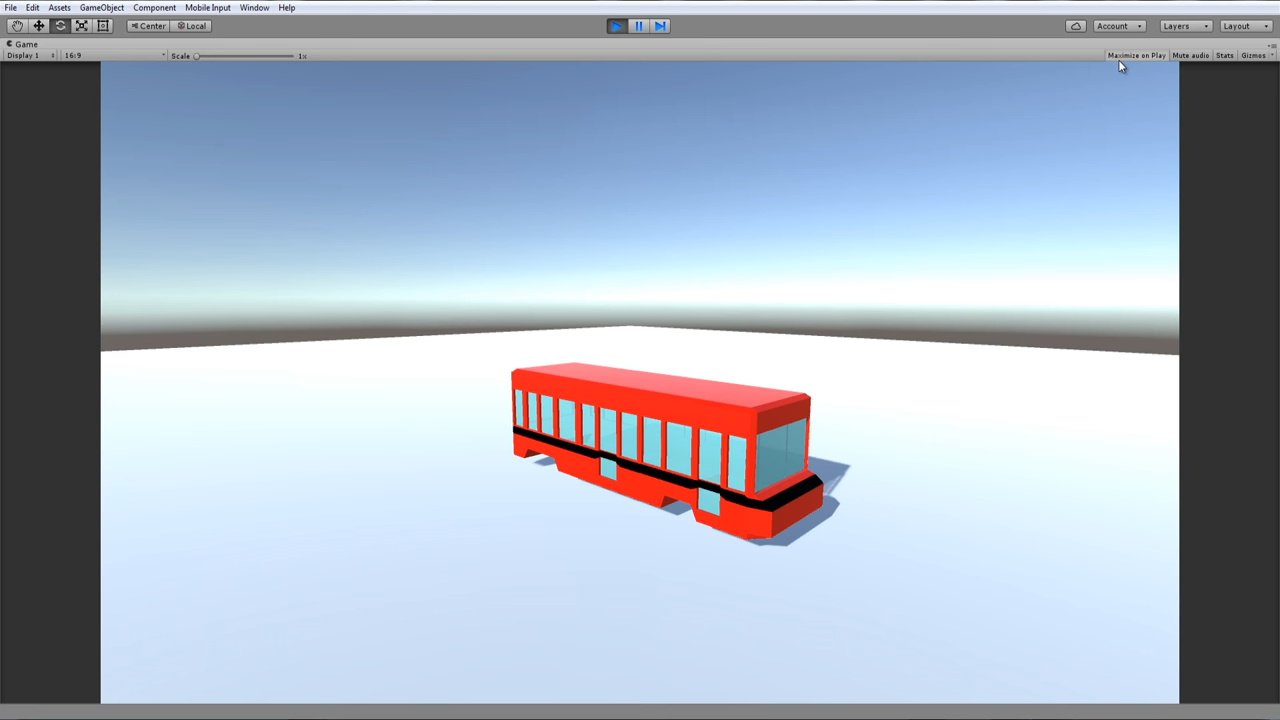 File Edit Assets GameObject Component Mobile Input Window Help
Center Local Account Layers Layout
Game
Display 1 16:9 Scale 1x Maximize on Play Mute audio Stats Gizmos